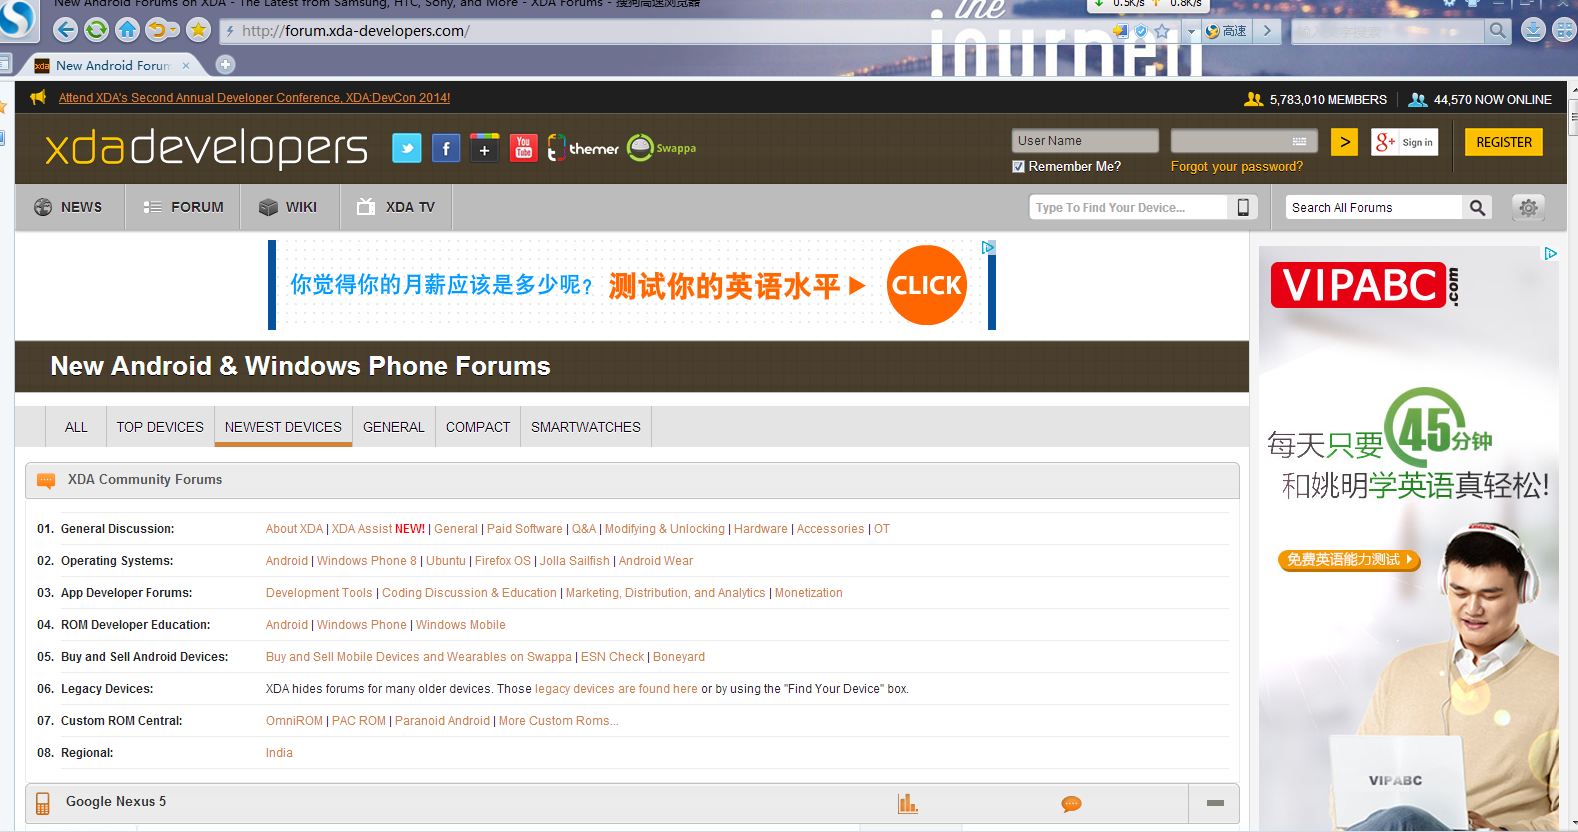 New Android Forums on XDA - The Latest from Samsung, HTC, Sony, and More - XDA Forums - 搜狗高速浏览器
0.5K/s 0.8K/s
the
journey
http://forum.xda-developers.com/
高速
New Android Forum
Attend XDA's Second Annual Developer Conference, XDA:DevCon 2014!
5,783,010 MEMBERS
44,570 NOW ONLINE
xdadevelopers
You Tube
themer
Swappa
User Name
>
g+ Sign in
REGISTER
Remember Me?
Forgot your password?
NEWS
FORUM
WIKI
XDA TV
Type To Find Your Device...
Search All Forums
你觉得你的月薪应该是多少呢?
测试你的英语水平
CLICK
VIPABC.com
New Android & Windows Phone Forums
ALL
TOP DEVICES
NEWEST DEVICES
GENERAL
COMPACT
SMARTWATCHES
每天只要45分钟
和姚明学英语真轻松!
免费英语能力测试
VIPABC
XDA Community Forums
01. General Discussion: About XDA | XDA Assist NEW! | General | Paid Software | Q&A | Modifying & Unlocking | Hardware | Accessories | OT
02. Operating Systems: Android | Windows Phone 8 | Ubuntu | Firefox OS | Jolla Sailfish | Android Wear
03. App Developer Forums: Development Tools | Coding Discussion & Education | Marketing, Distribution, and Analytics | Monetization
04. ROM Developer Education: Android | Windows Phone | Windows Mobile
05. Buy and Sell Android Devices: Buy and Sell Mobile Devices and Wearables on Swappa | ESN Check | Boneyard
06. Legacy Devices: XDA hides forums for many older devices. Those legacy devices are found here or by using the "Find Your Device" box.
07. Custom ROM Central: OmniROM | PAC ROM | Paranoid Android | More Custom Roms...
08. Regional: India
Google Nexus 5